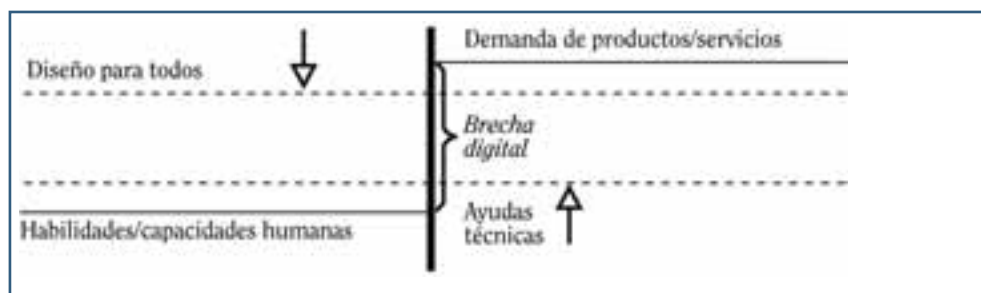 Demanda de productos/servicios
Diseño para todos
Brecha
digital
Ayudas
técnicas
Habilidades/capacidades humanas